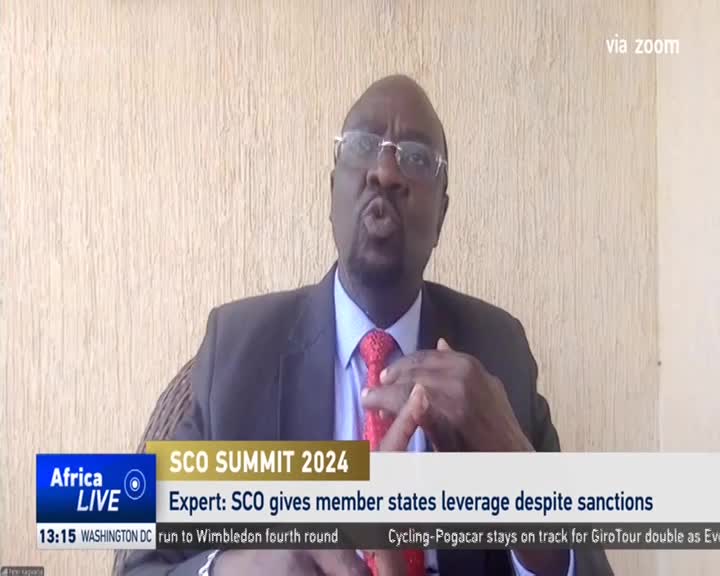 via zoom
SCO SUMMIT 2024
Africa
LIVE
Expert: SCO gives member states leverage despite sanctions
13:15 WASHINGTON DC
run to Wimbledon fourth round
Cycling-Pogacar stays on track for GiroTour double as Eve